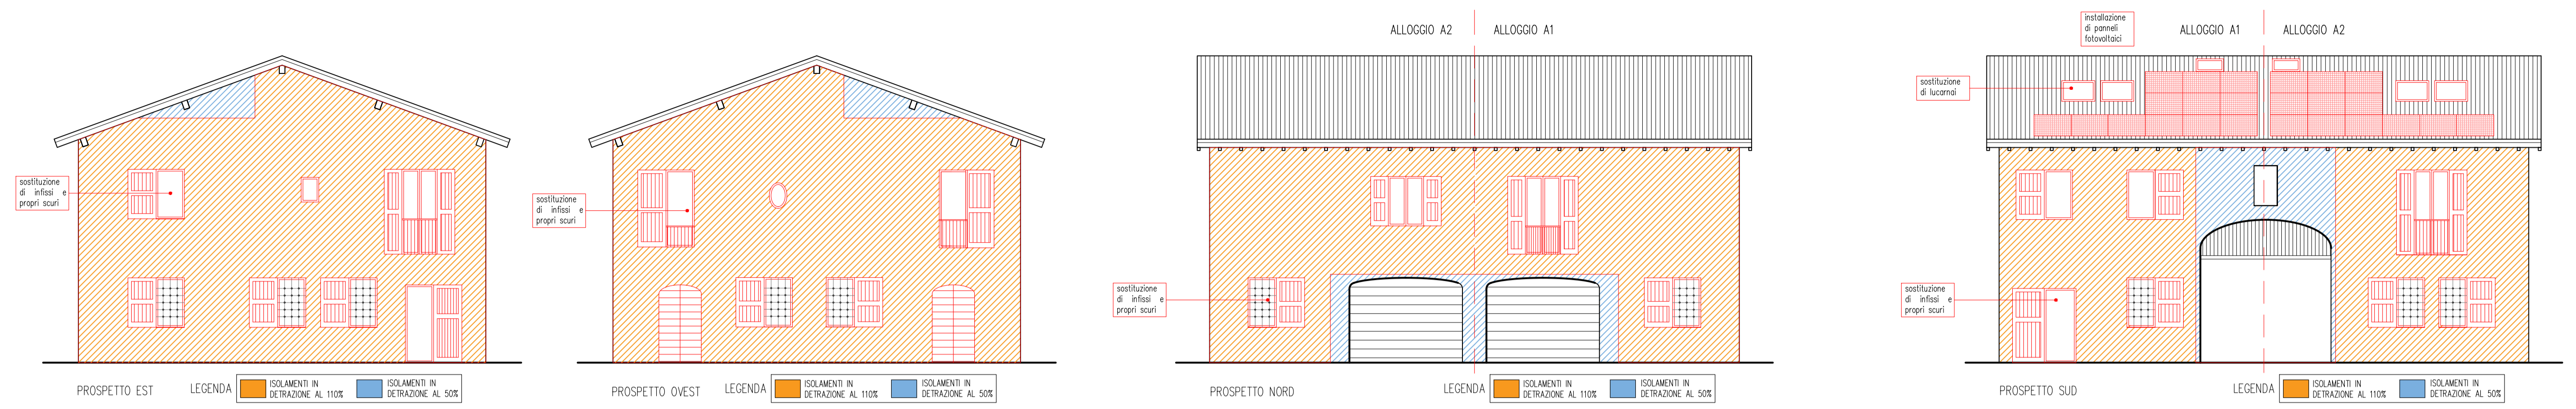 sostituzione
di infissi e
propri scuri
PROSPETTO EST
LEGENDA
ISOLAMENTI IN
DETRAZIONE AL 110%
ISOLAMENTI IN
DETRAZIONE AL 50%
sostituzione
di infissi e
propri scuri
PROSPETTO OVEST
LEGENDA
ISOLAMENTI IN
DETRAZIONE AL 110%
ISOLAMENTI IN
DETRAZIONE AL 50%
ALLOGGIO A2
ALLOGGIO A1
sostituzione
di infissi e
propri scuri
PROSPETTO NORD
LEGENDA
ISOLAMENTI IN
DETRAZIONE AL 110%
ISOLAMENTI IN
DETRAZIONE AL 50%
installazione
di panneli
fotovoltaici
ALLOGGIO A1
ALLOGGIO A2
sostituzione
di lucarnai
sostituzione
di infissi e
propri scuri
PROSPETTO SUD
LEGENDA
ISOLAMENTI IN
DETRAZIONE AL 110%
ISOLAMENTI IN
DETRAZIONE AL 50%